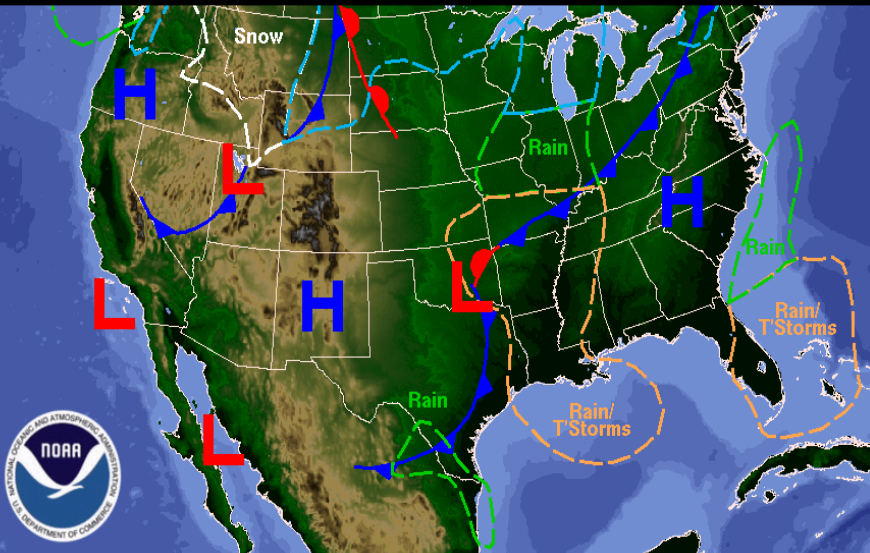 Snow
H
Rain
L
H
Rain
L
L
H
Rain/
T'Storms
Rain
Rain/
T'Storms
L
NATIONAL OCEANIC AND ATMOSPHERIC ADMINISTRATION
NOAA
U.S. DEPARTMENT OF COMMERCE